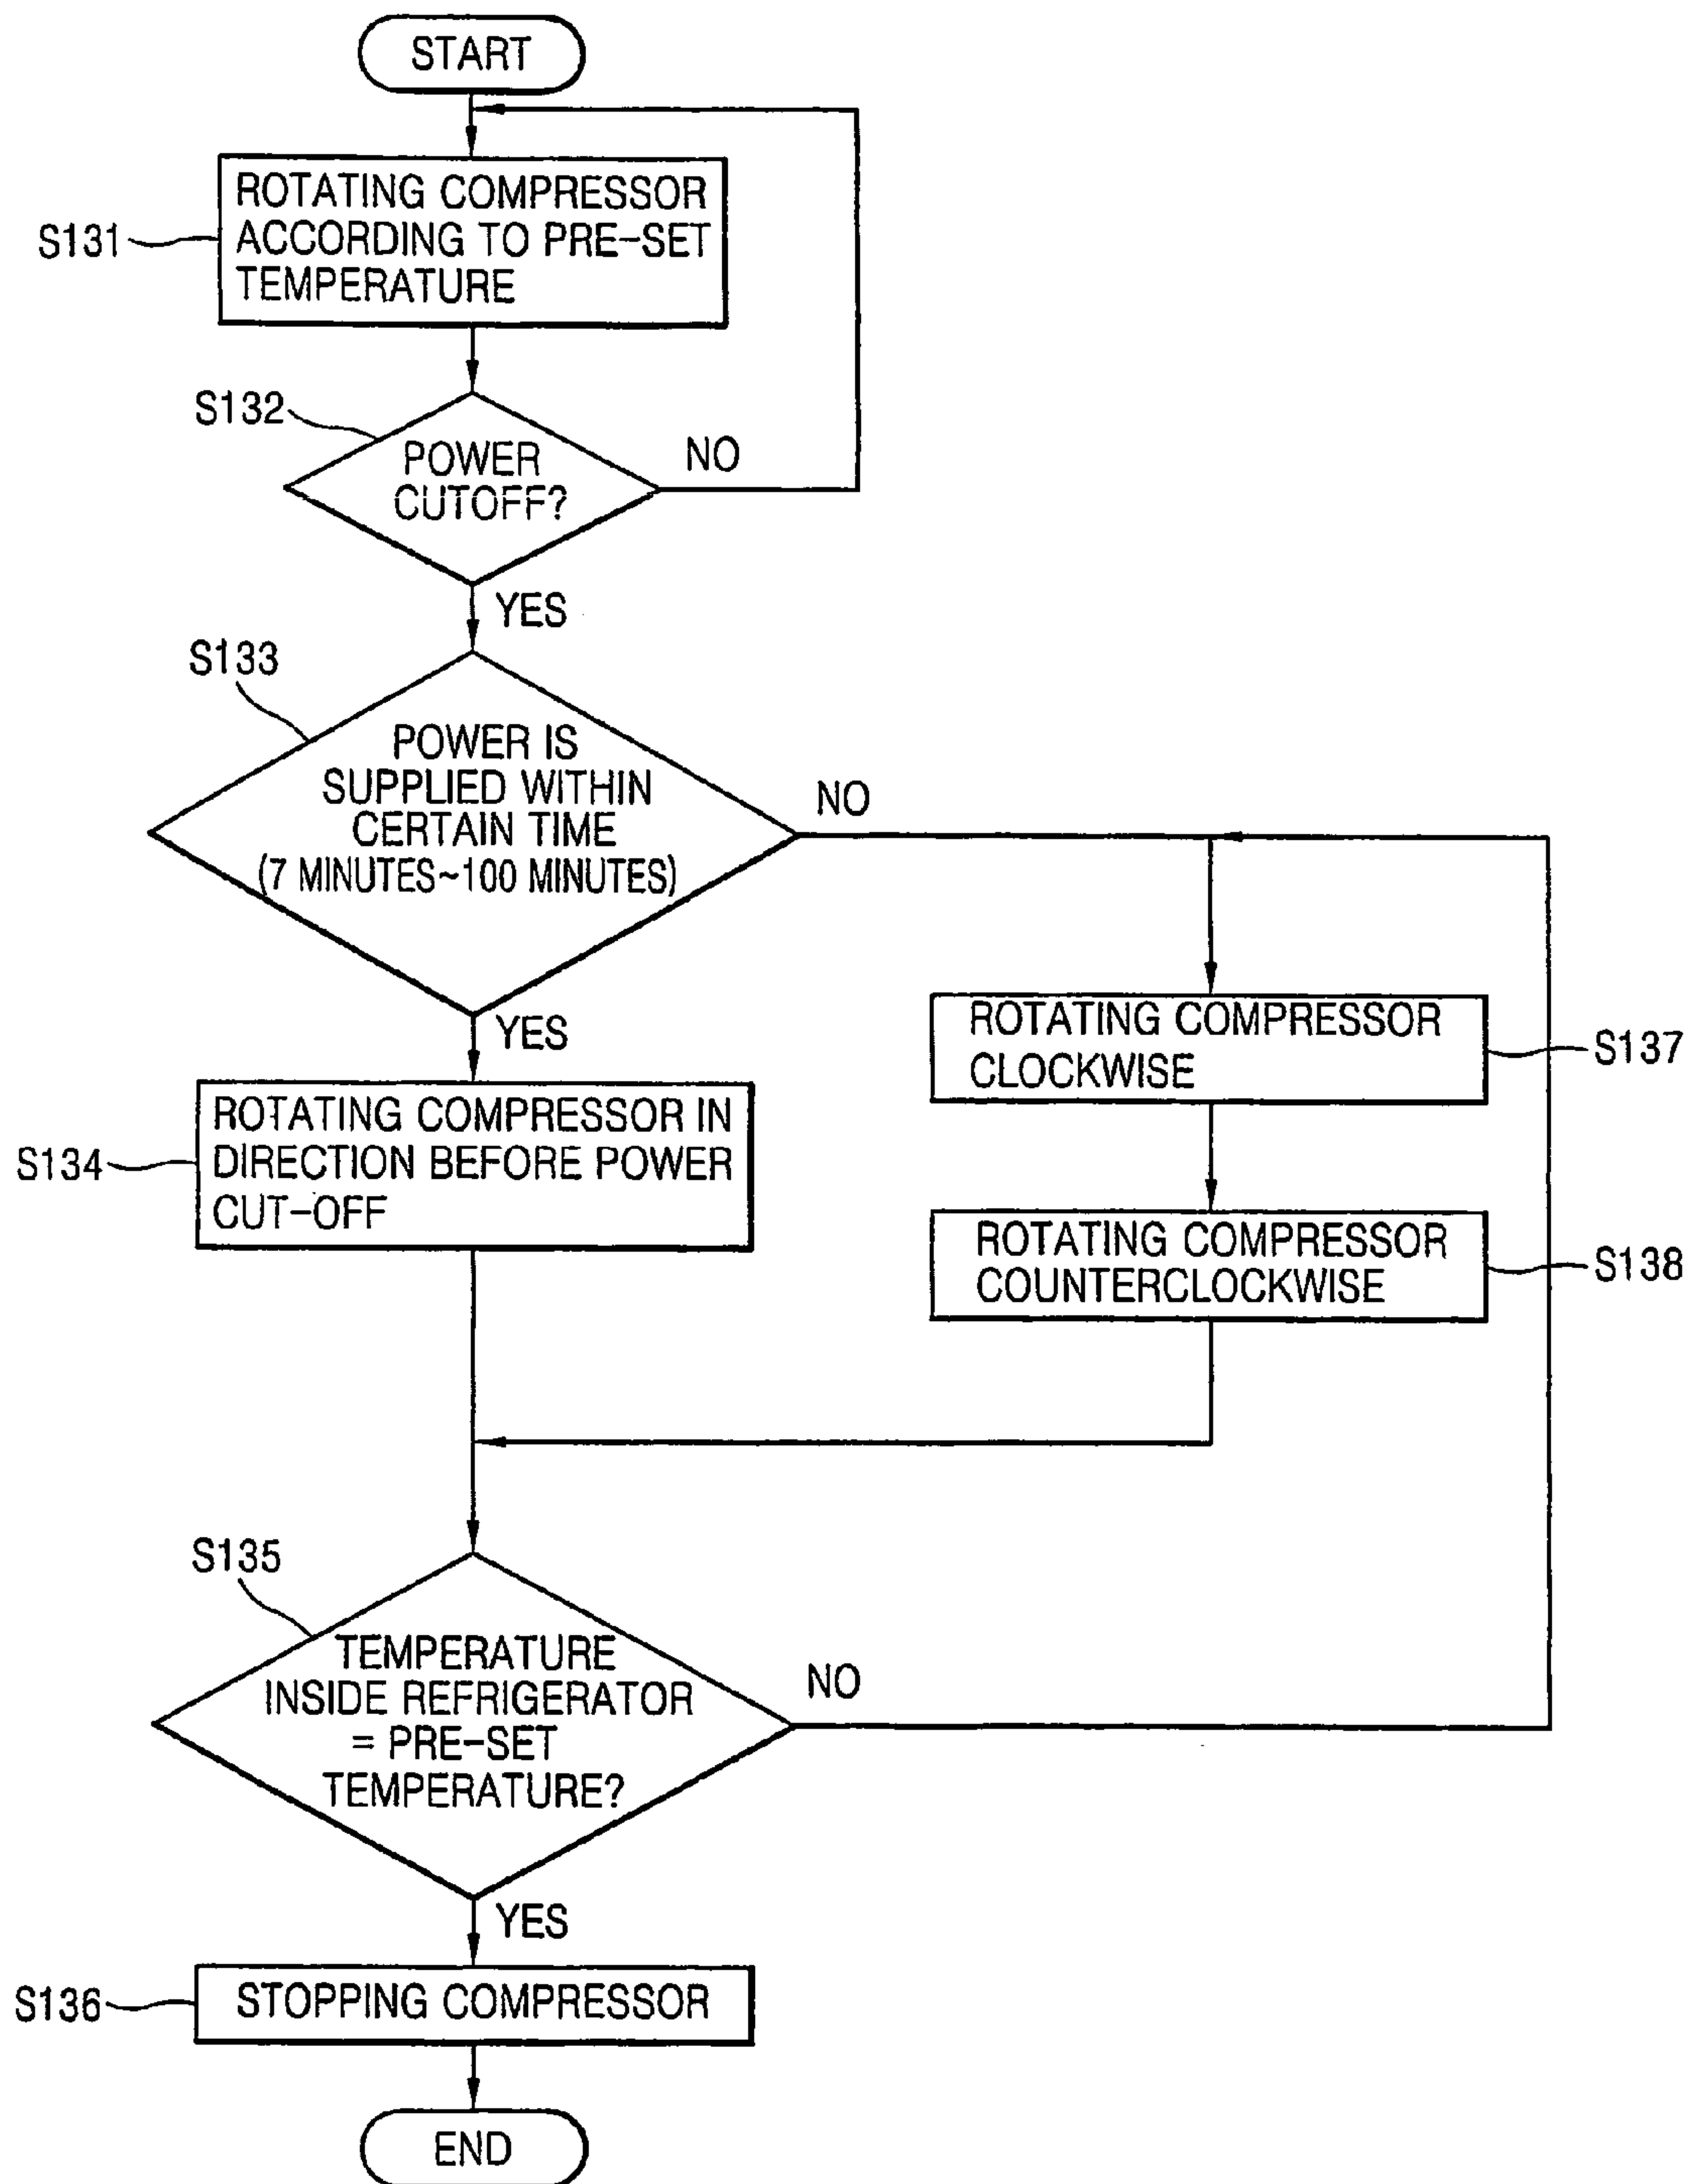 START
S131
ROTATING COMPRESSOR
ACCORDING TO PRE-SET
TEMPERATURE
S132
POWER
CUTOFF?
NO
YES
S133
POWER IS
SUPPLIED WITHIN
CERTAIN TIME
(7 MINUTES~100 MINUTES)
NO
YES
S134
ROTATING COMPRESSOR IN
DIRECTION BEFORE POWER
CUT-OFF
ROTATING COMPRESSOR
CLOCKWISE
S137
ROTATING COMPRESSOR
COUNTERCLOCKWISE
S138
S135
TEMPERATURE
INSIDE REFRIGERATOR
= PRE-SET
TEMPERATURE?
NO
YES
S136
STOPPING COMPRESSOR
END